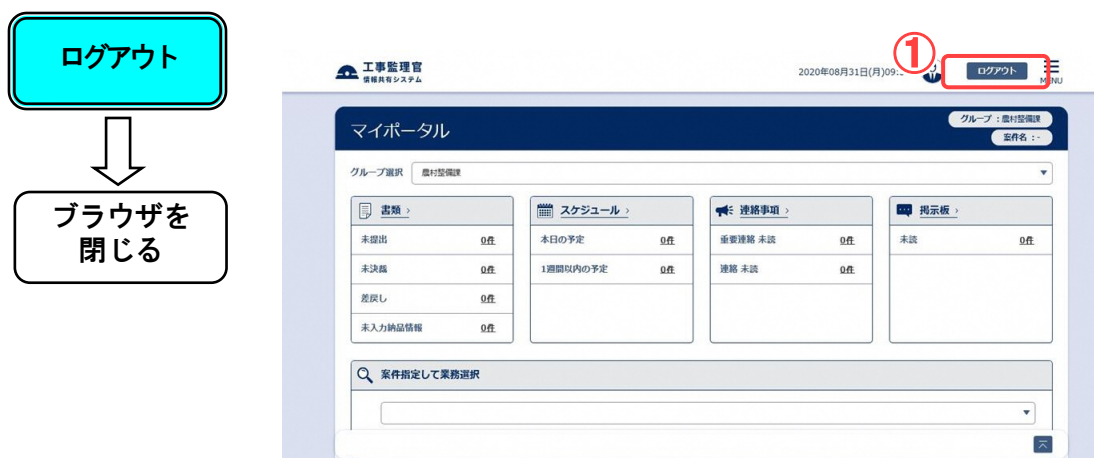 ログアウト
ブラウザを
閉じる
①
工事監理官
情報共有システム
2020年08月31日(月)09:
ログアウト
MENU
マイポータル
グループ：農村整備課
案件名：-
グループ選択
農村整備課
書類 >
未提出 0件
未決裁 0件
差戻し 0件
未入力納品情報 0件
スケジュール >
本日の予定 0件
1週間以内の予定 0件
連絡事項 >
重要連絡 未読 0件
連絡 未読 0件
掲示板 >
未読 0件
案件指定して業務選択